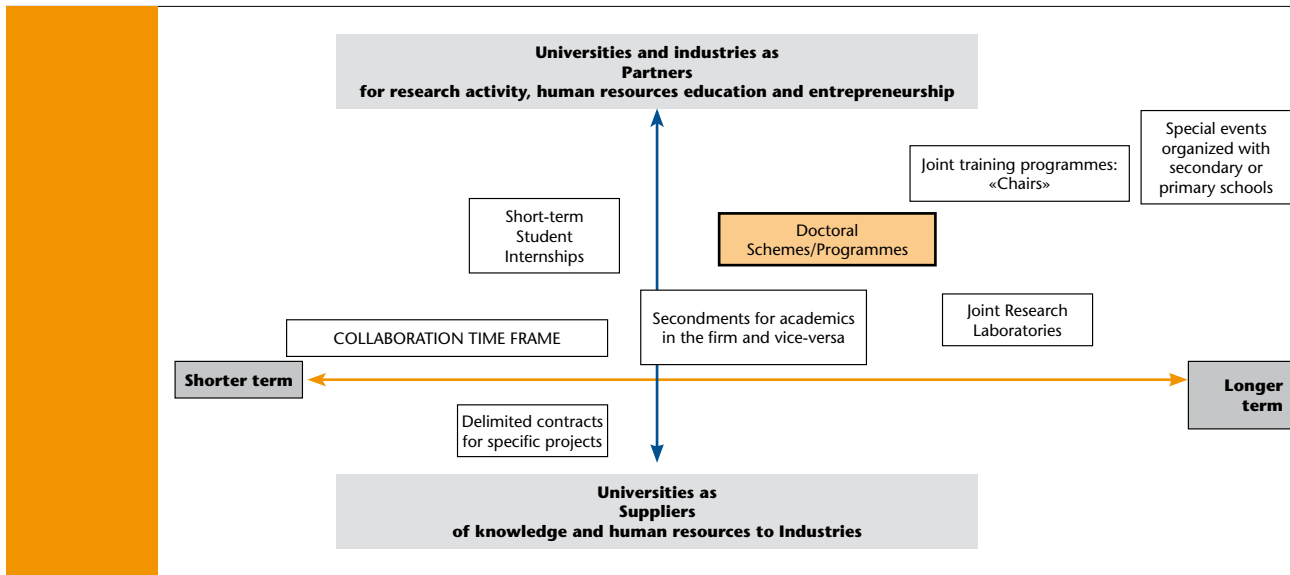 Universities and industries as
Partners
for research activity, human resources education and entrepreneurship
Special events
organized with
secondary or
primary schools
Joint training programmes:
«Chairs»
Short-term
Student
Internships
Doctoral
Schemes/Programmes
Secondments for academics
in the firm and vice-versa
Joint Research
Laboratories
COLLABORATION TIME FRAME
Shorter term
Longer
term
Delimited contracts
for specific projects
Universities as
Suppliers
of knowledge and human resources to Industries